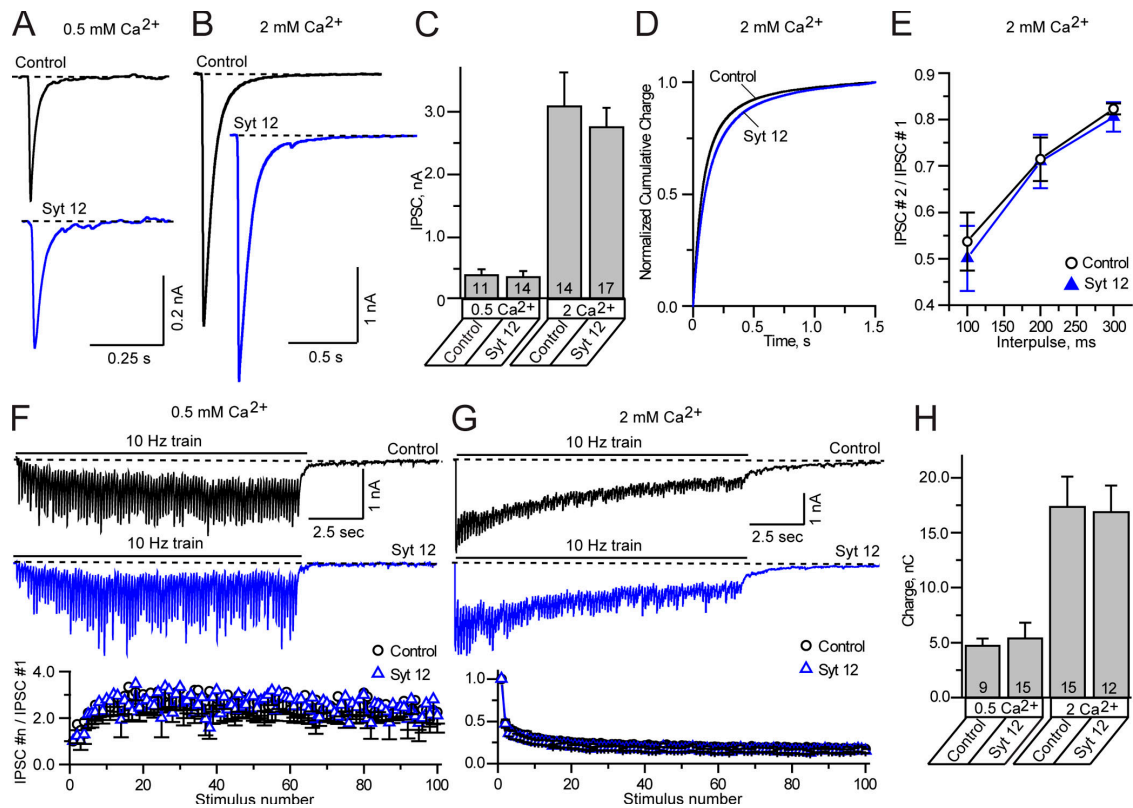 A
0.5 mM Ca2+
Control
Syt 12
0.2 nA
0.25 s
B
2 mM Ca2+
Control
Syt 12
1 nA
0.5 s
C
IPSC, nA
3.0
2.0
1.0
0
11
14
14
17
0.5 Ca2+
2 Ca2+
Control
Syt 12
Control
Syt 12
D
2 mM Ca2+
Normalized Cumulative Charge
1.0
0.75
0.5
0.25
0.0
Control
Syt 12
0
0.5
1.0
1.5
Time, s
E
2 mM Ca2+
IPSC # 2 / IPSC # 1
0.9
0.8
0.7
0.6
0.5
0.4
Control
Syt 12
100
150
200
250
300
Interpulse, ms
F
0.5 mM Ca2+
10 Hz train
Control
1 nA
2.5 sec
10 Hz train
Syt 12
Control
Syt 12
IPSC #n / IPSC #1
4.0
2.0
0
0
20
40
60
80
100
Stimulus number
G
2 mM Ca2+
10 Hz train
Control
1 nA
2.5 sec
10 Hz train
Syt 12
Control
Syt 12
1.0
0.5
0.0
0
20
40
60
80
100
Stimulus number
H
Charge, nC
20.0
15.0
10.0
5.0
0.0
9
15
15
12
0.5 Ca2+
2 Ca2+
Control
Syt 12
Control
Syt 12